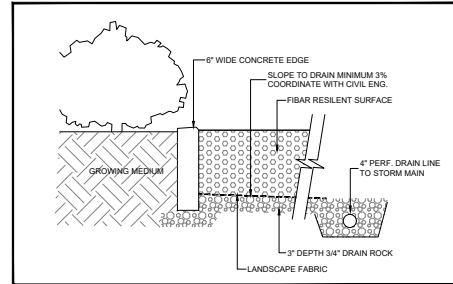 6" WIDE CONCRETE EDGE
SLOPE TO DRAIN MINIMUM 3%
COORDINATE WITH CIVIL ENG.
FIBAR RESILENT SURFACE
4" PERF. DRAIN LINE
TO STORM MAIN
GROWING MEDIUM
3" DEPTH 3/4" DRAIN ROCK
LANDSCAPE FABRIC